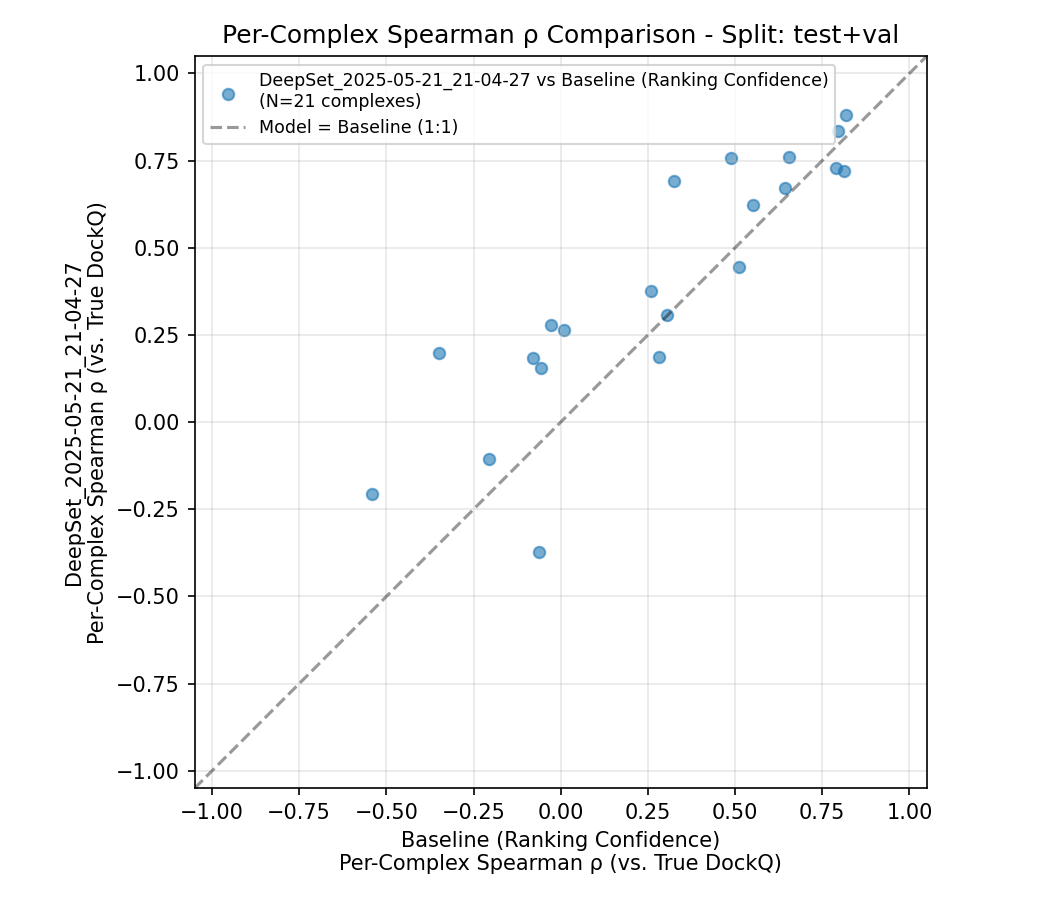 Per-Complex Spearman ρ Comparison - Split: test+val
DeepSet_2025-05-21_21-04-27 vs Baseline (Ranking Confidence)
(N=21 complexes)
Model = Baseline (1:1)
DeepSet_2025-05-21_21-04-27
Per-Complex Spearman ρ (vs. True DockQ)
1.00
0.75
0.50
0.25
0.00
−0.25
−0.50
−0.75
−1.00
−1.00 −0.75 −0.50 −0.25 0.00 0.25 0.50 0.75 1.00
Baseline (Ranking Confidence)
Per-Complex Spearman ρ (vs. True DockQ)